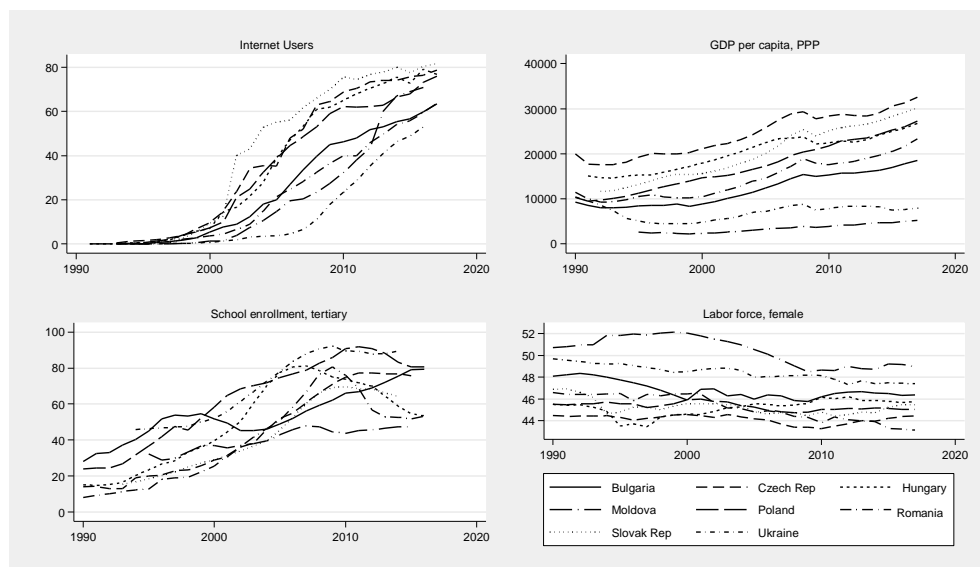 Internet Users
80
60
40
20
0
1990 2000 2010 2020
GDP per capita, PPP
40000
30000
20000
10000
0
1990 2000 2010 2020
School enrollment, tertiary
100
80
60
40
20
0
1990 2000 2010 2020
Labor force, female
52
50
48
46
44
1990 2000 2010 2020
Bulgaria Czech Rep Hungary
Moldova Poland Romania
Slovak Rep Ukraine